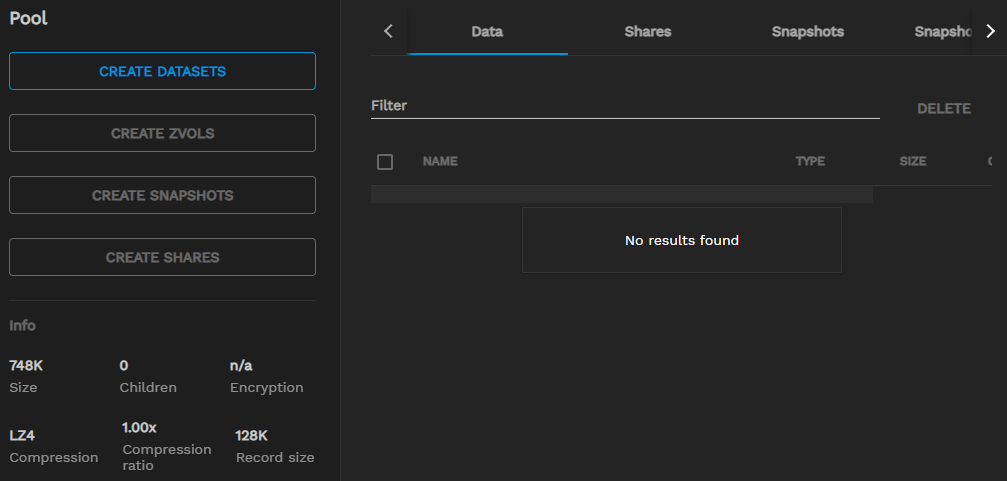 Pool
CREATE DATASETS
CREATE ZVOLS
CREATE SNAPSHOTS
CREATE SHARES
Info
748K
Size
0
Children
n/a
Encryption
LZ4
Compression
1.00x
Compression
ratio
128K
Record size
Data Shares Snapshots Snapsho
Filter
DELETE
NAME TYPE SIZE
No results found